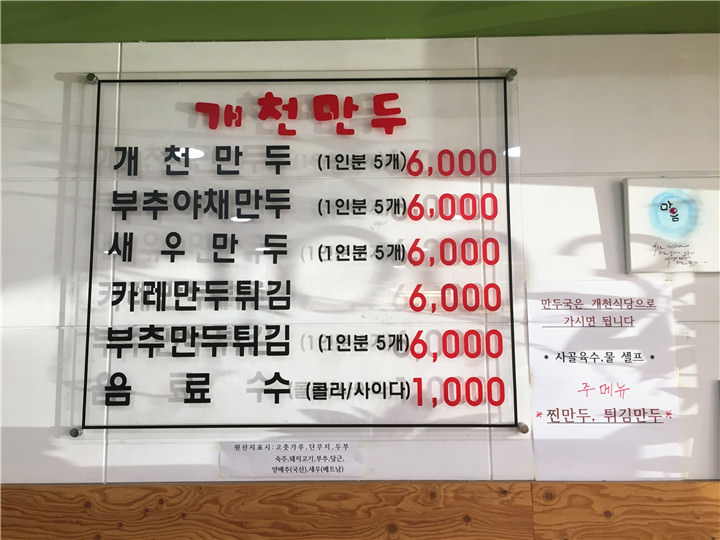 개천만두
개천만두 (1인분 5개) 6,000
부추야채만두 (1인분 5개) 6,000
새우만두 (1인분 5개) 6,000
카레만두튀김 6,000
부추만두튀김 (1인분 5개) 6,000
음료수 (콜라/사이다) 1,000
원산지표시:고춧가루,단무지,두부
숙주,돼지고기,부추,당근,
양배추(국산),새우(베트남)
마음
만두국은 개천식당으로
가시면 됩니다
* 사골육수,물 셀프 *
주 메뉴
*찐만두, 튀김만두*